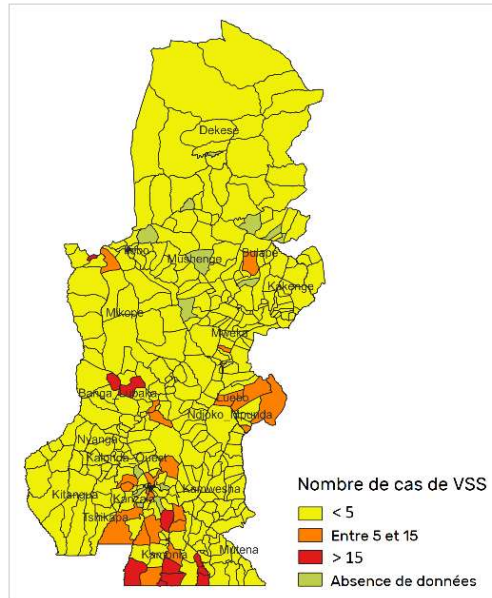 Dekese
Mushenge
Bulape
Kakenge
Mikope
Mweka
Banga Lubaka
Luebo
Ndjoko Mpunda
Nyanga
Kalonda Ouest
Kitangua
Kamwesha
Tshikapa
Kamonia
Mutena
Nombre de cas de VSS
< 5
Entre 5 et 15
> 15
Absence de données